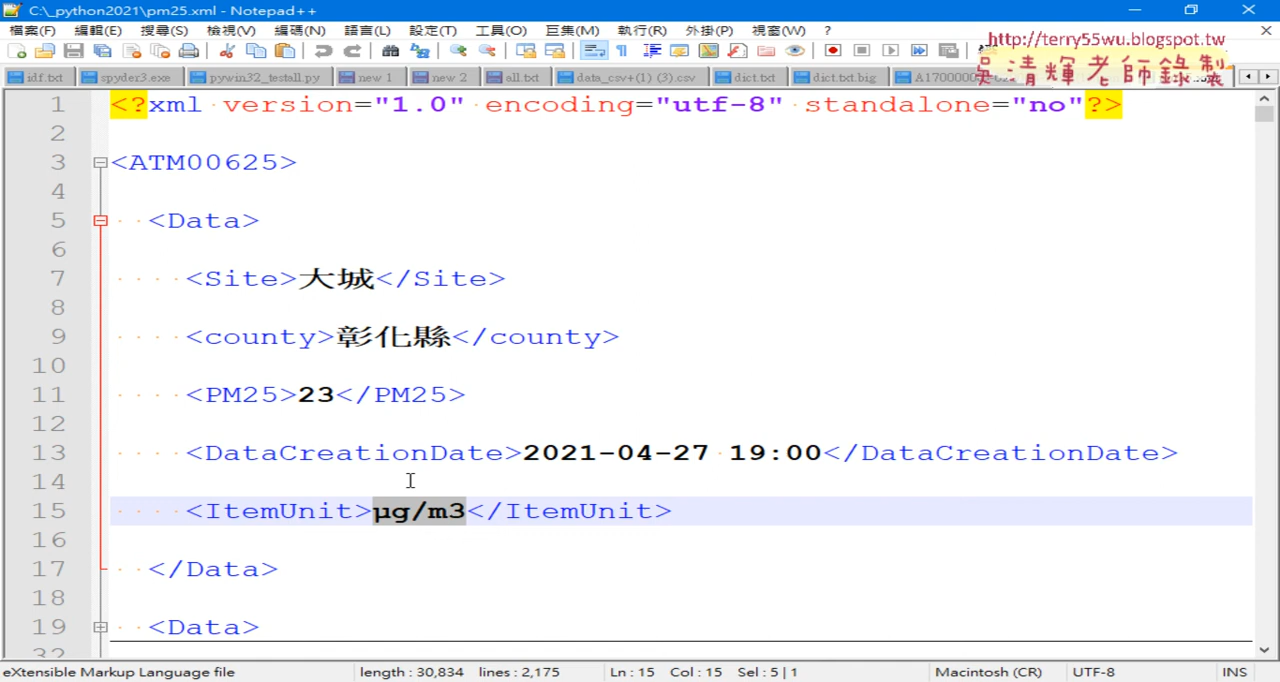 C:\_python2021\pm25.xml - Notepad++
檔案(F) 編輯(E) 搜尋(S) 檢視(V) 編碼(N) 語言(L) 設定(T) 工具(O) 巨集(M) 執行(R) 外掛(P) 視窗(W) ?
http://terry55wu.blogspot.tw
吳清輝老師錄製
idf.txt spyder3.exe pywin32_testall.py new 1 new 2 all.txt data_csv+(1) (3).csv dict.txt dict.txt.big
1 <?xml version="1.0" encoding="utf-8" standalone="no"?>
2
3 <ATM00625>
4
5 <Data>
6
7 <Site>大城</Site>
8
9 <county>彰化縣</county>
10
11 <PM25>23</PM25>
12
13 <DataCreationDate>2021-04-27 19:00</DataCreationDate>
14
15 <ItemUnit>μg/m3</ItemUnit>
16
17 </Data>
18
19 <Data>
32
eXtensible Markup Language file length : 30,834 lines : 2,175 Ln : 15 Col : 15 Sel : 5 | 1 Macintosh (CR) UTF-8 INS